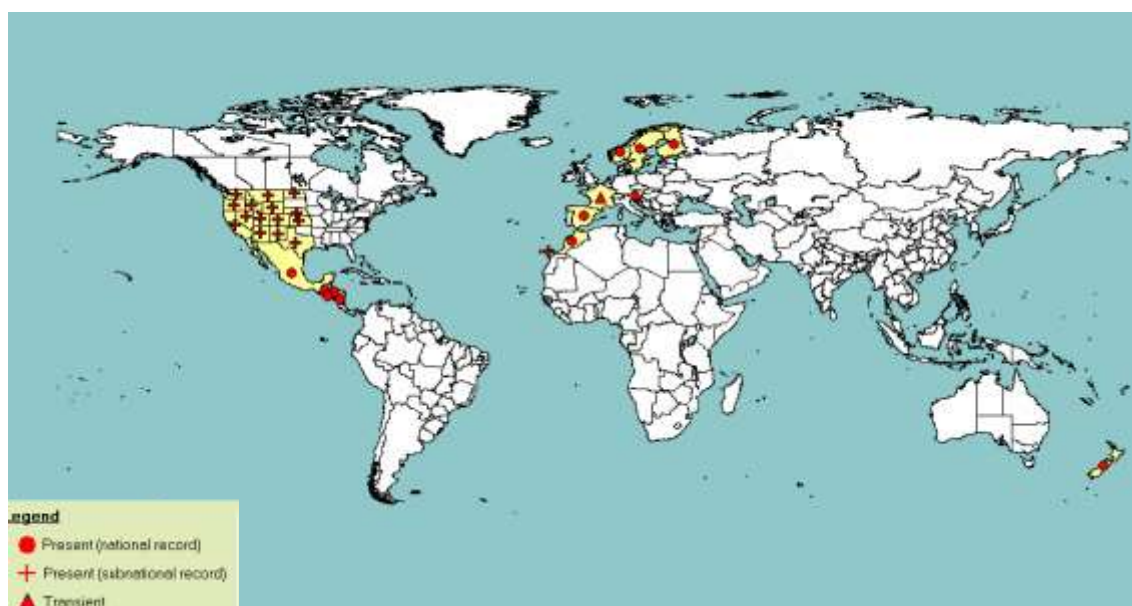 Legend
Present (national record)
Present (subnational record)
Transient